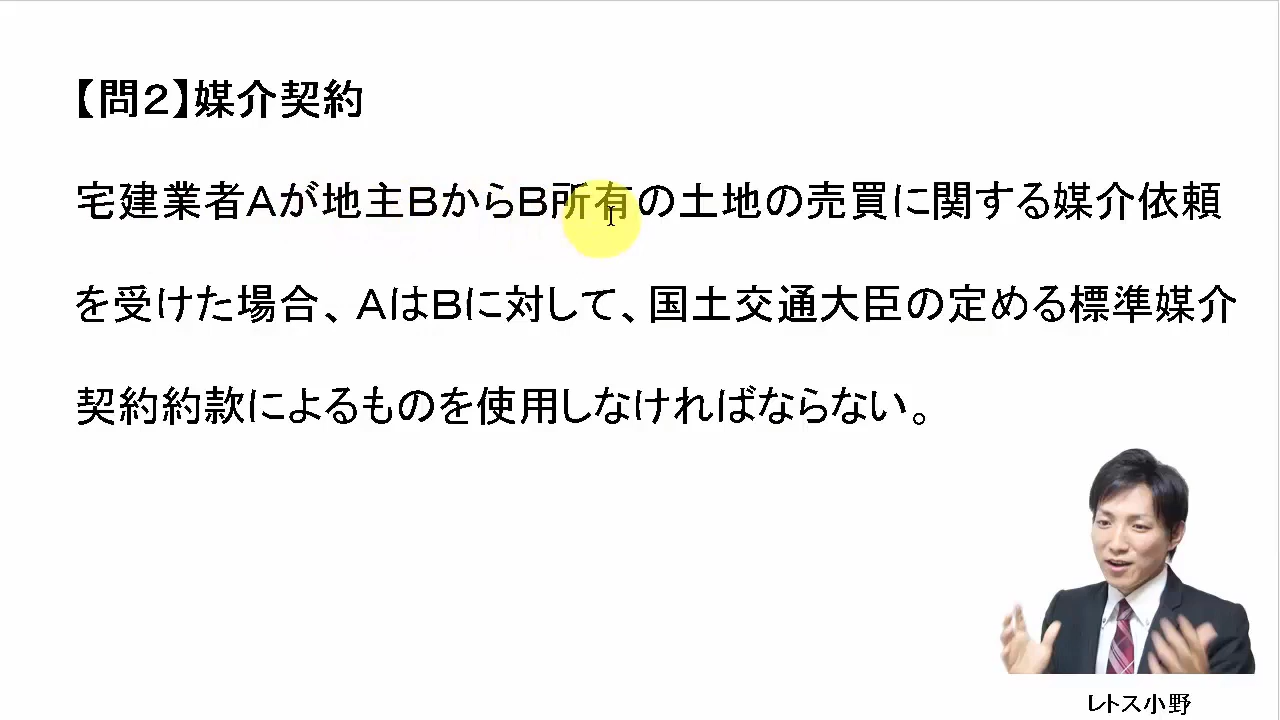 【問２】媒介契約
宅建業者Ａが地主ＢからＢ所有の土地の売買に関する媒介依頼
を受けた場合、ＡはＢに対して、国土交通大臣の定める標準媒介
契約約款によるものを使用しなければならない。
レトス小野